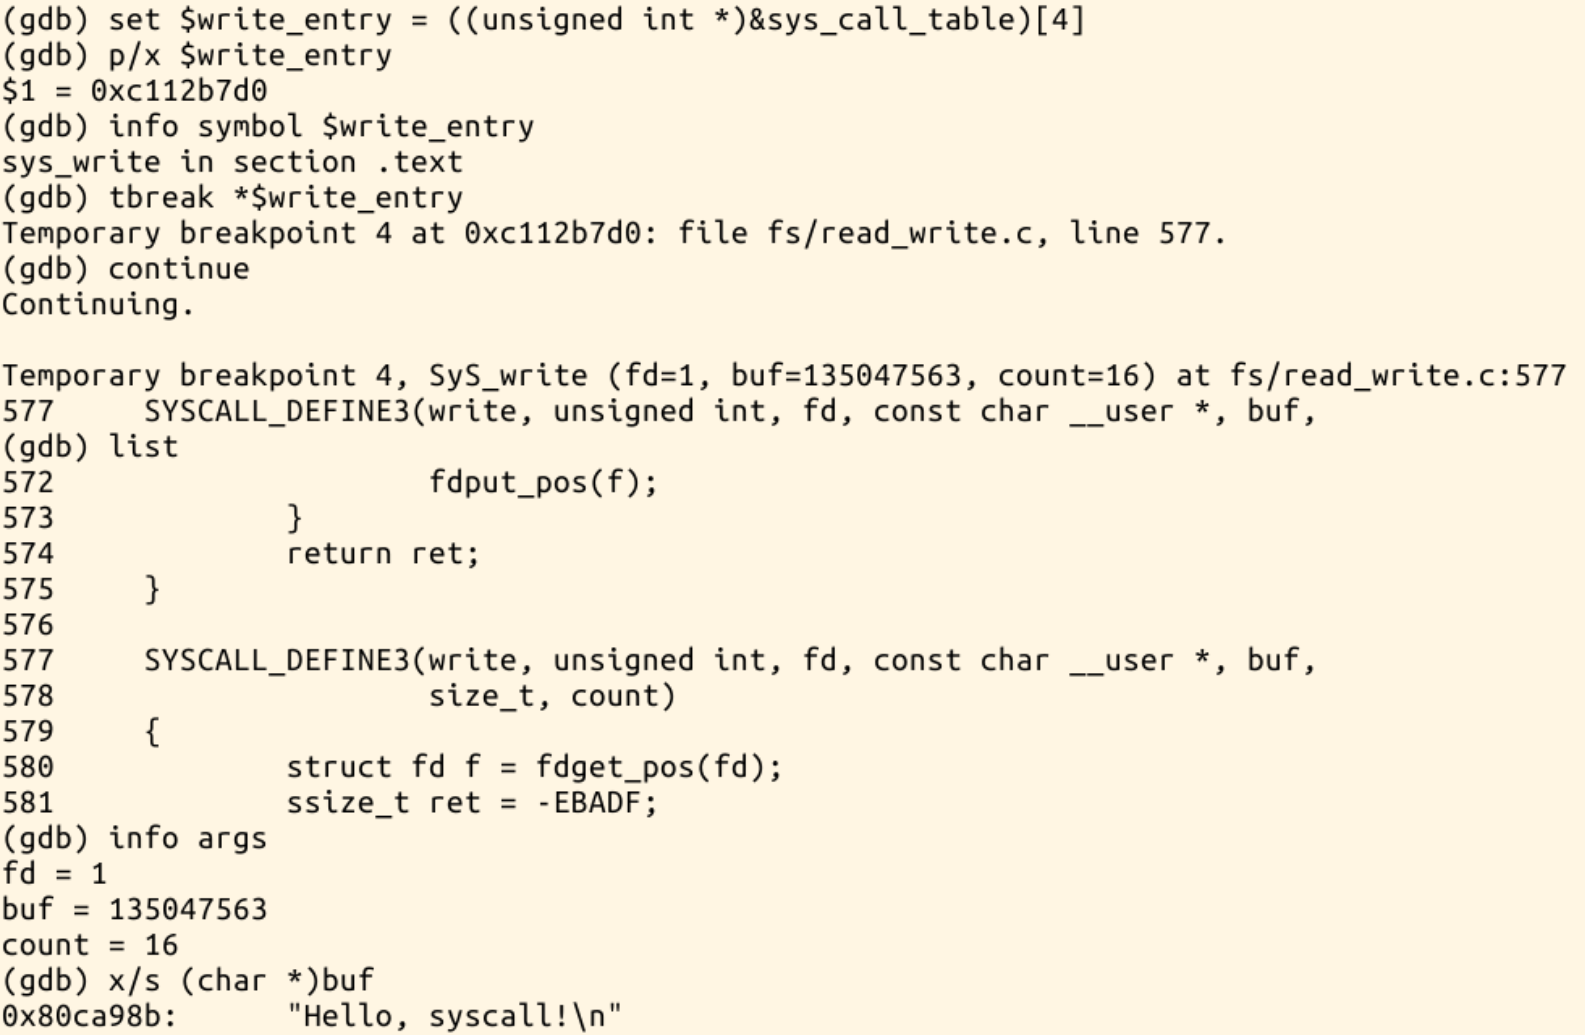 (gdb) set $write_entry = ((unsigned int *)&sys_call_table)[4]
(gdb) p/x $write_entry
$1 = 0xc112b7d0
(gdb) info symbol $write_entry
sys_write in section .text
(gdb) tbreak *$write_entry
Temporary breakpoint 4 at 0xc112b7d0: file fs/read_write.c, line 577.
(gdb) continue
Continuing.

Temporary breakpoint 4, SyS_write (fd=1, buf=135047563, count=16) at fs/read_write.c:577
577     SYSCALL_DEFINE3(write, unsigned int, fd, const char __user *, buf,
(gdb) list
572                     fdput_pos(f);
573             }
574             return ret;
575     }
576
577     SYSCALL_DEFINE3(write, unsigned int, fd, const char __user *, buf,
578                     size_t, count)
579     {
580             struct fd f = fdget_pos(fd);
581             ssize_t ret = -EBADF;
(gdb) info args
fd = 1
buf = 135047563
count = 16
(gdb) x/s (char *)buf
0x80ca98b:      "Hello, syscall!\n"